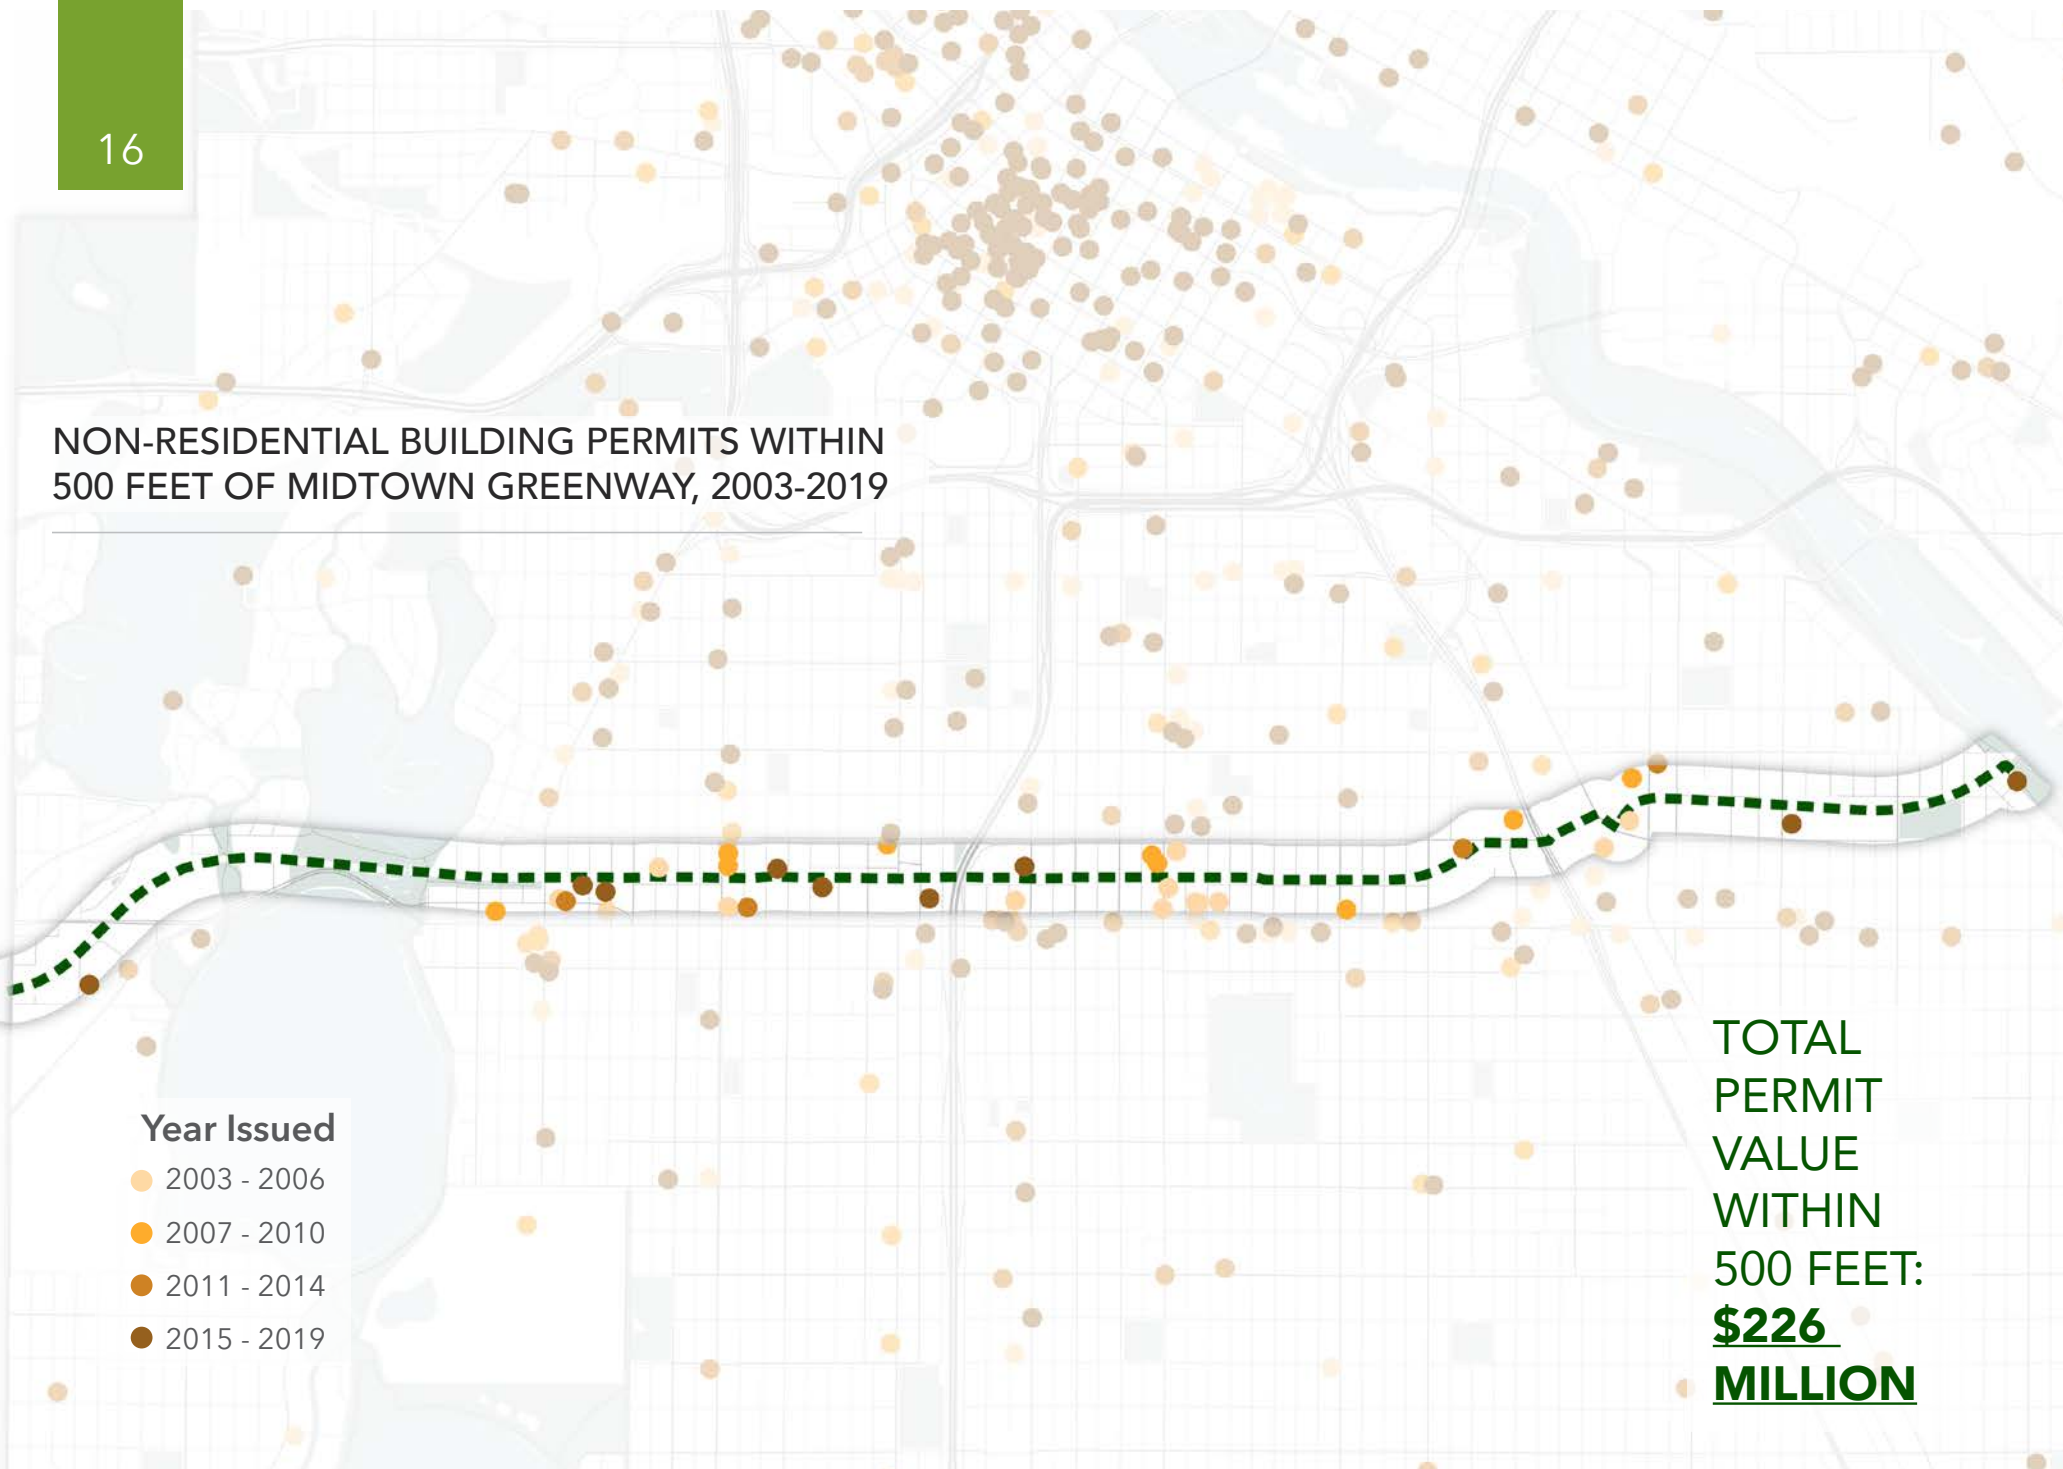 16
NON-RESIDENTIAL BUILDING PERMITS WITHIN
500 FEET OF MIDTOWN GREENWAY, 2003-2019
Year Issued
2003 - 2006
2007 - 2010
2011 - 2014
2015 - 2019
TOTAL
PERMIT
VALUE
WITHIN
500 FEET:
$226
MILLION